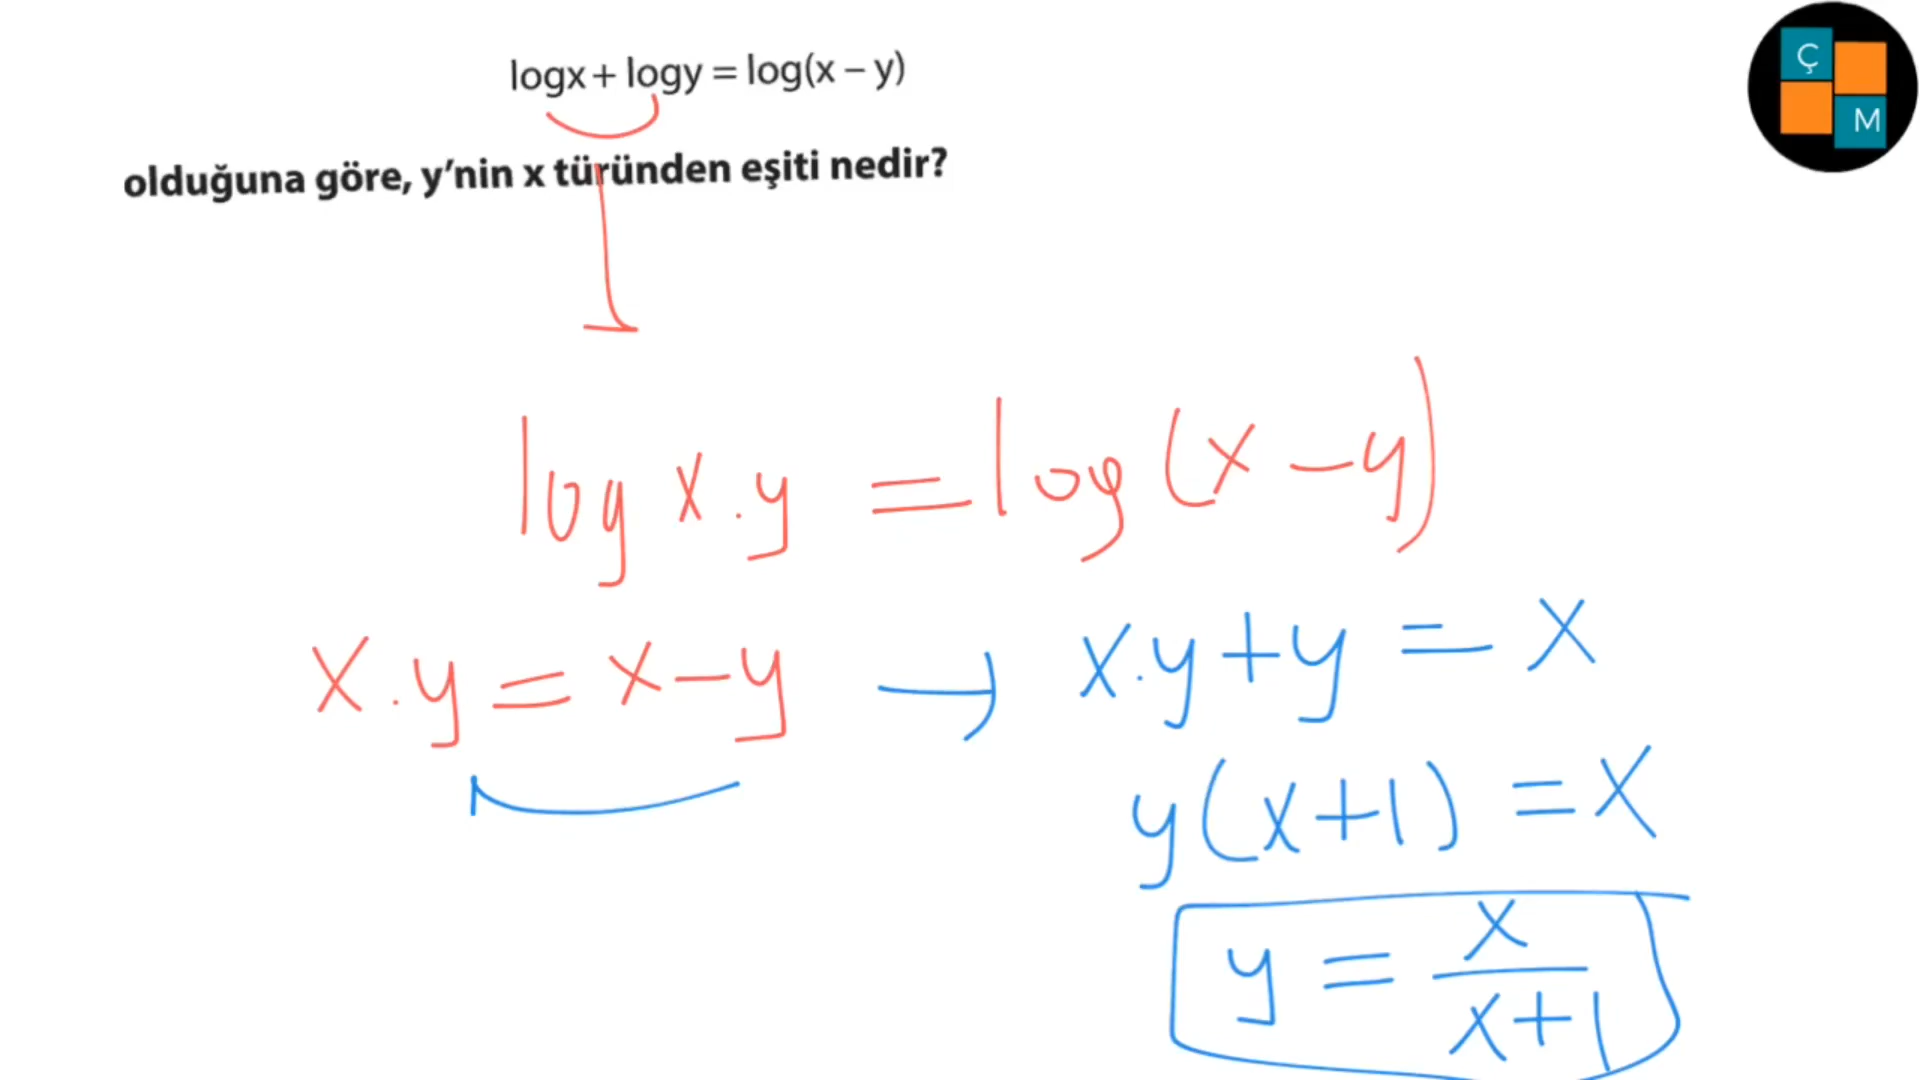 logx + logy = log(x − y)
olduğuna göre, y’nin x türünden eşiti nedir?
Ç
M
log x.y = log(x − y)
x.y = x − y → x.y + y = x
y(x+1) = x
y = x/x+1